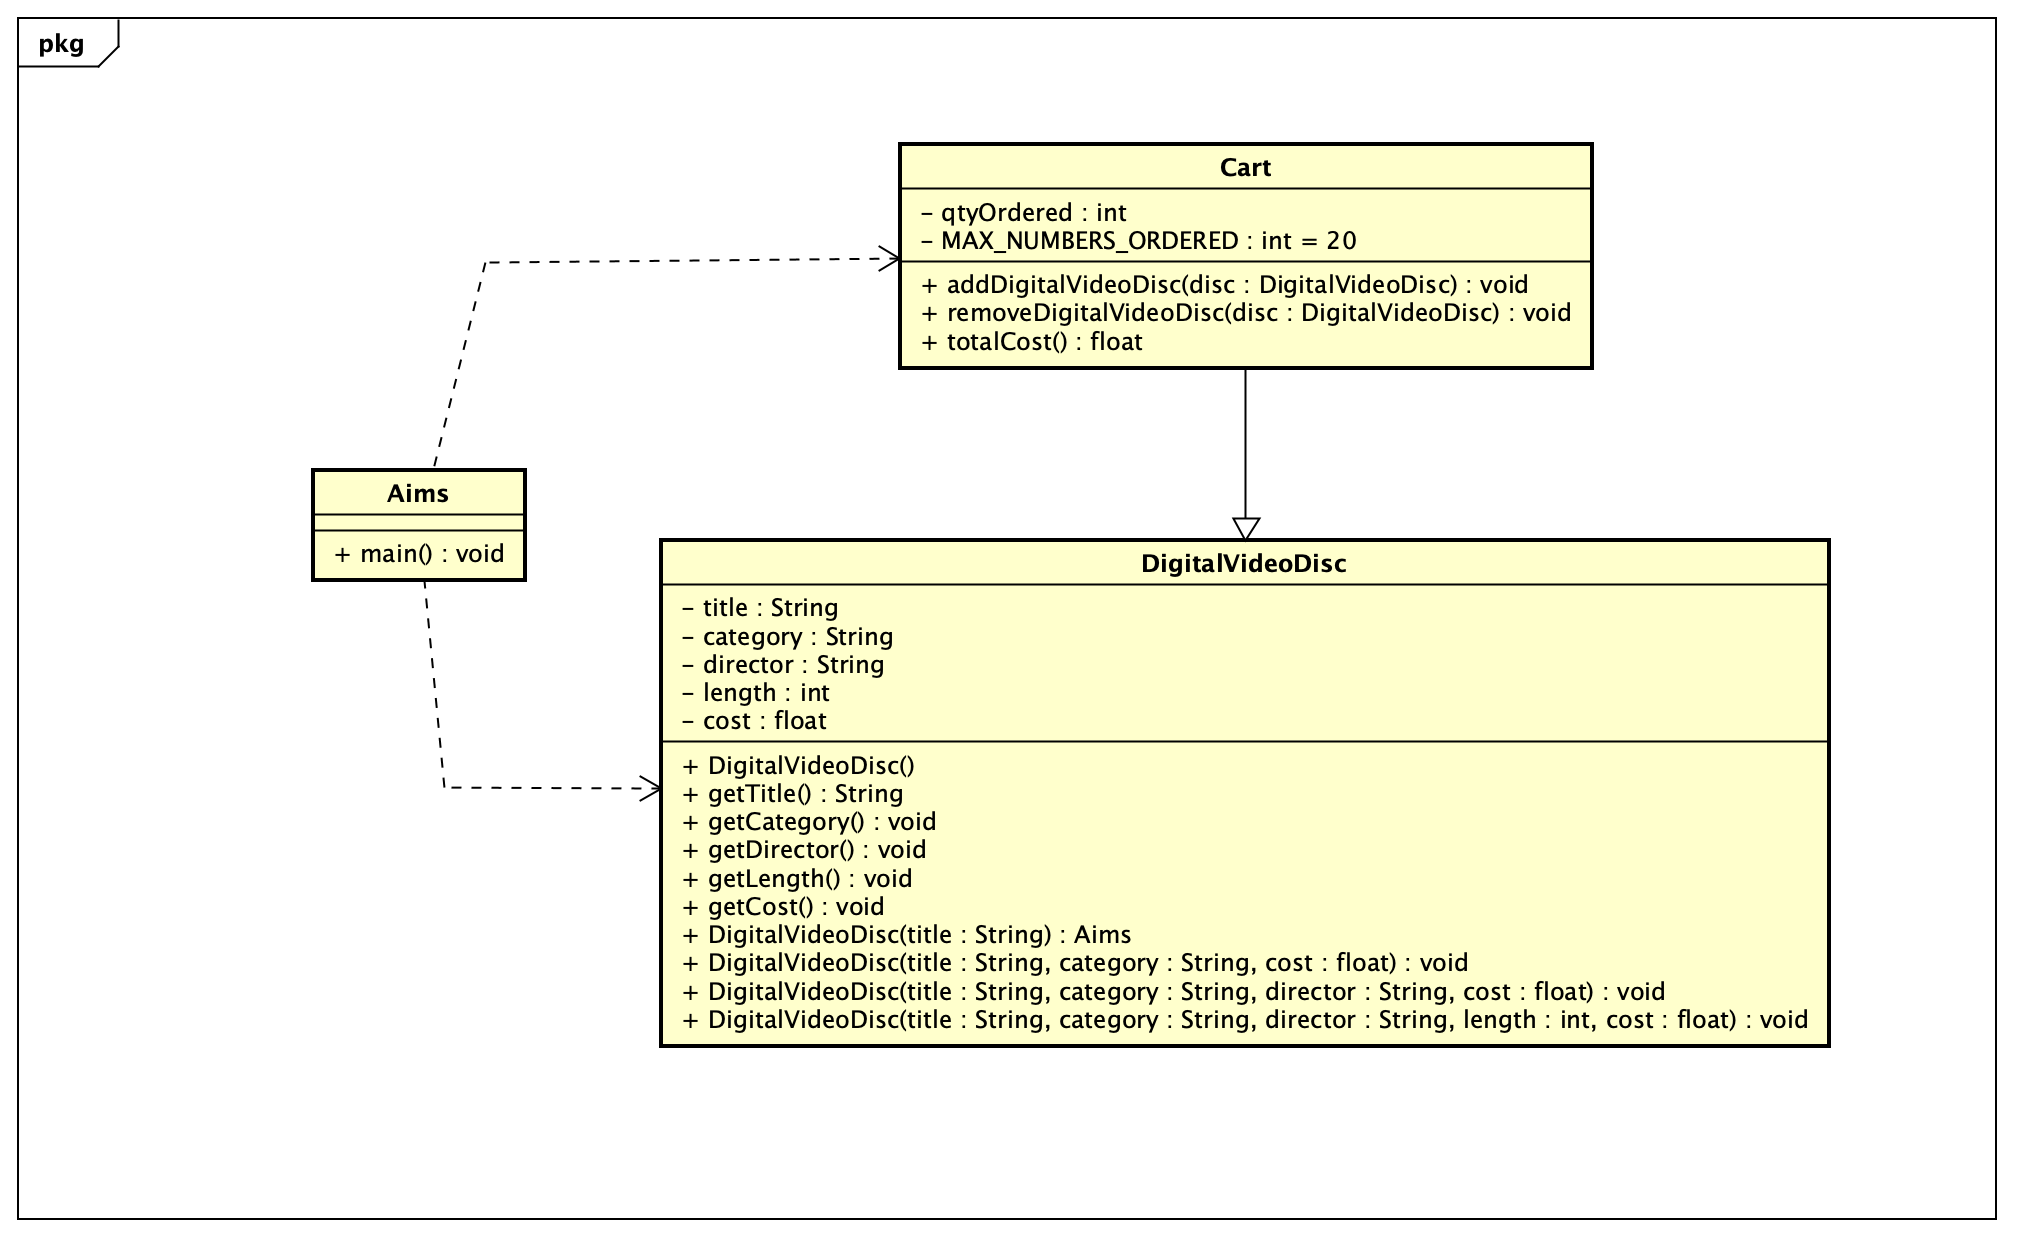 pkg
Cart
- qtyOrdered : int
- MAX_NUMBERS_ORDERED : int = 20
+ addDigitalVideoDisc(disc : DigitalVideoDisc) : void
+ removeDigitalVideoDisc(disc : DigitalVideoDisc) : void
+ totalCost() : float
Aims
+ main() : void
DigitalVideoDisc
- title : String
- category : String
- director : String
- length : int
- cost : float
+ DigitalVideoDisc()
+ getTitle() : String
+ getCategory() : void
+ getDirector() : void
+ getLength() : void
+ getCost() : void
+ DigitalVideoDisc(title : String) : Aims
+ DigitalVideoDisc(title : String, category : String, cost : float) : void
+ DigitalVideoDisc(title : String, category : String, director : String, cost : float) : void
+ DigitalVideoDisc(title : String, category : String, director : String, length : int, cost : float) : void